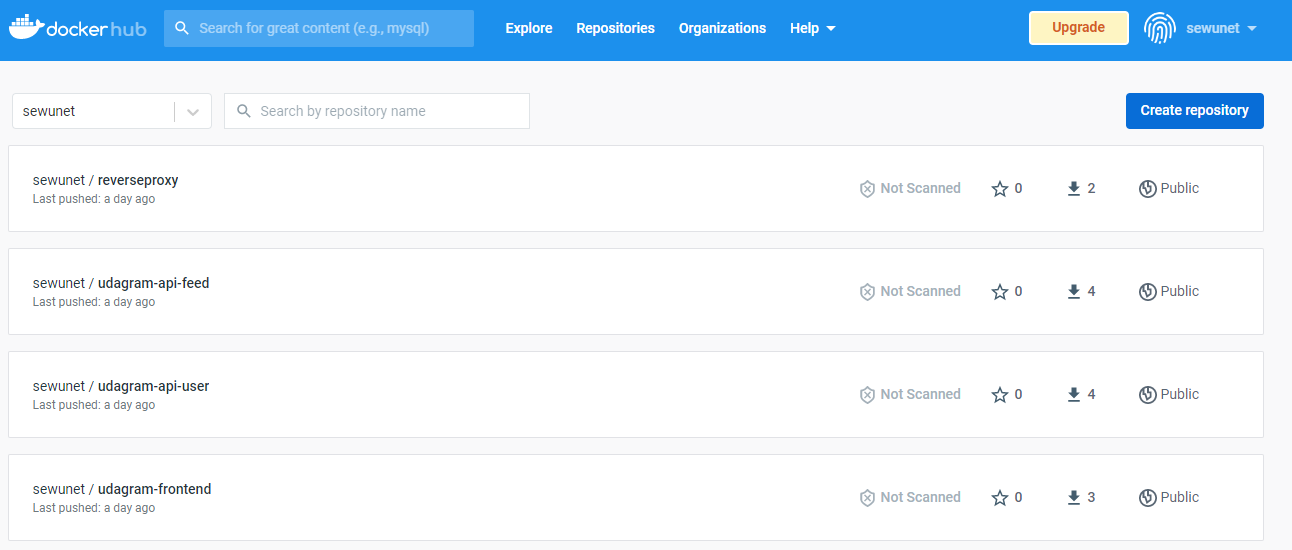 dockerhub Search for great content (e.g., mysql) Explore Repositories Organizations Help Upgrade sewunet
sewunet Search by repository name Create repository
sewunet / reverseproxy
Last pushed: a day ago
Not Scanned 0 2 Public
sewunet / udagram-api-feed
Last pushed: a day ago
Not Scanned 0 4 Public
sewunet / udagram-api-user
Last pushed: a day ago
Not Scanned 0 4 Public
sewunet / udagram-frontend
Last pushed: a day ago
Not Scanned 0 3 Public